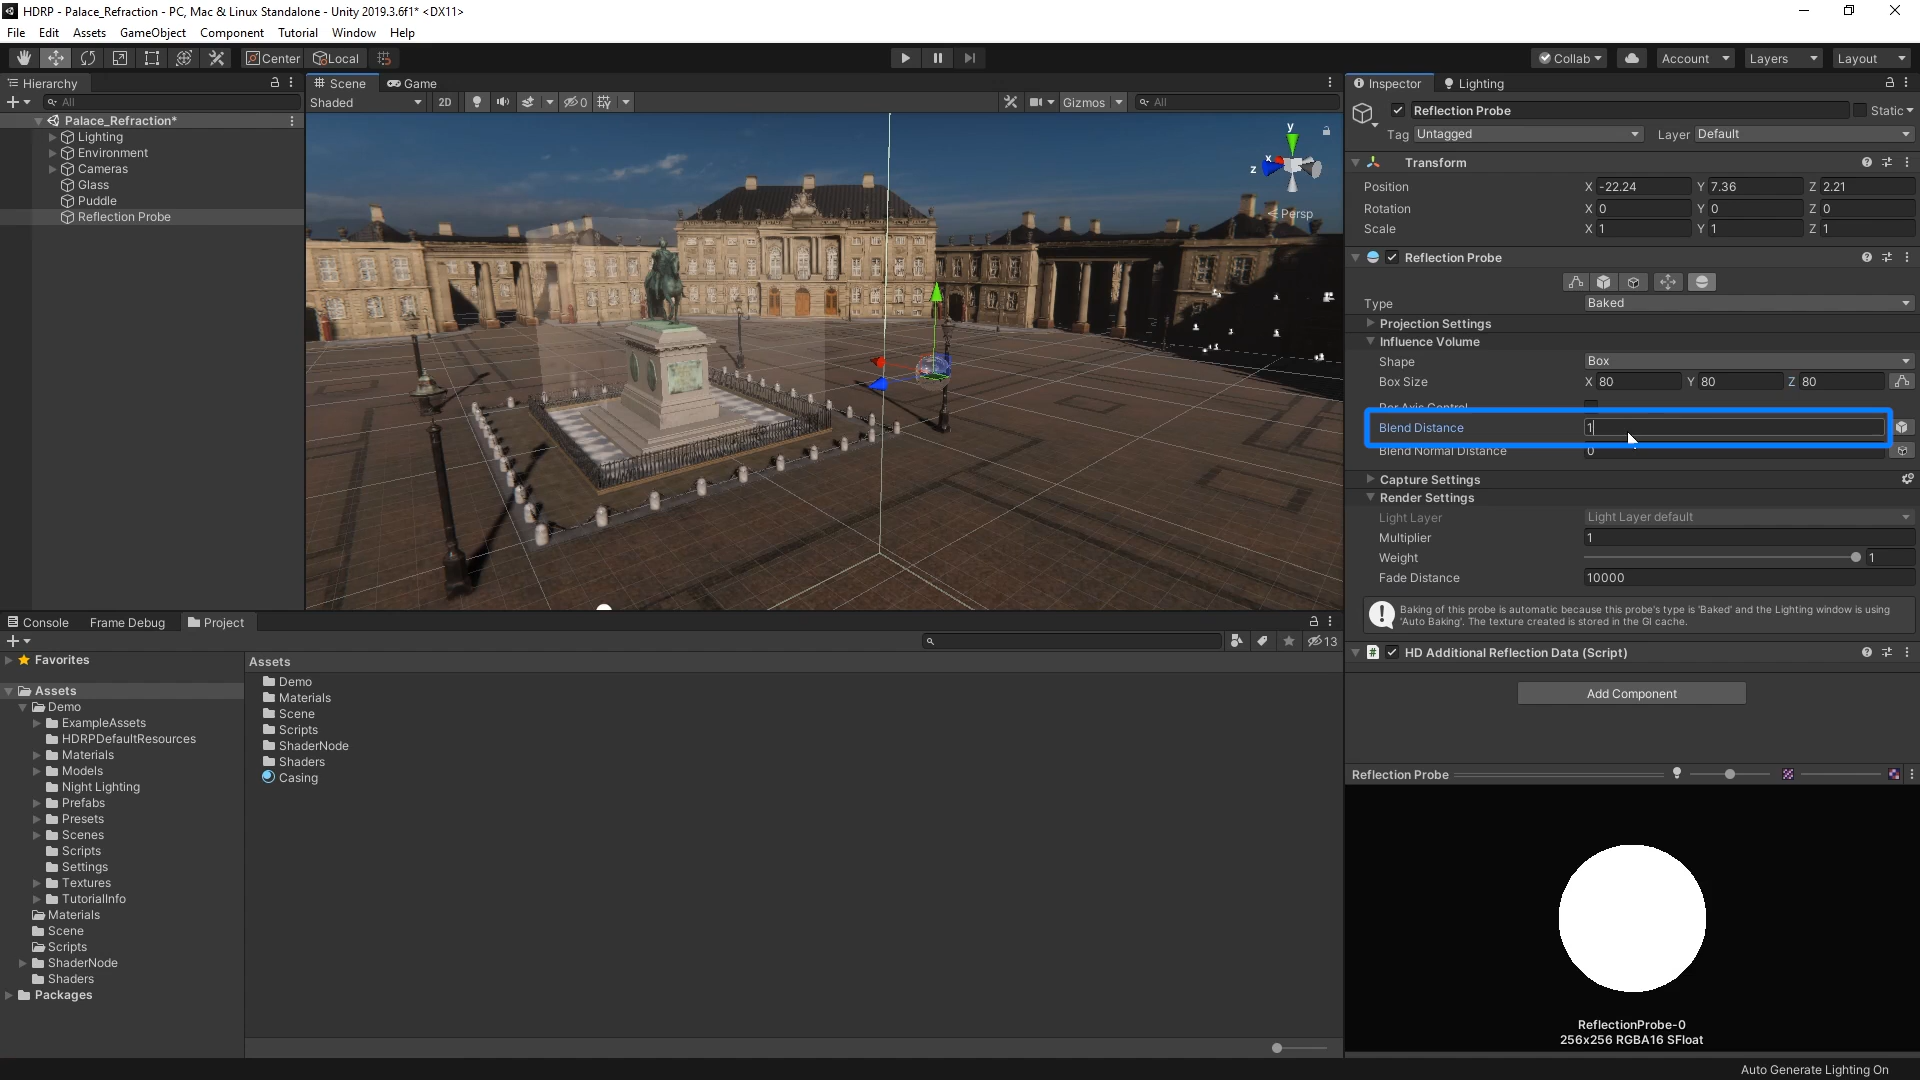 HDRP - Palace_Refraction - PC, Mac & Linux Standalone - Unity 2019.3.6f1* <DX11>
File Edit Assets GameObject Component Tutorial Window Help
Center Local Collab Account Layers Layout
Hierarchy
All
Palace_Refraction*
Lighting
Environment
Cameras
Glass
Puddle
Reflection Probe
Scene Game
Shaded 2D 0 Gizmos All
y
x
z
Persp
Inspector Lighting
Reflection Probe Static
Tag Untagged Layer Default
Transform
Position X -22.24 Y 7.36 Z 2.21
Rotation X 0 Y 0 Z 0
Scale X 1 Y 1 Z 1
Reflection Probe
Type Baked
Projection Settings
Influence Volume
Shape Box
Box Size X 80 Y 80 Z 80
Per Axis Control
Blend Distance 1
Blend Normal Distance 0
Capture Settings
Render Settings
Light Layer Light Layer default
Multiplier 1
Weight 1
Fade Distance 10000
Baking of this probe is automatic because this probe's type is 'Baked' and the Lighting window is using
'Auto Baking'. The texture created is stored in the GI cache.
# HD Additional Reflection Data (Script)
Add Component
Reflection Probe
ReflectionProbe-0
256x256 RGBA16 SFloat
Console Frame Debug Project
13
Favorites
Assets
Demo
ExampleAssets
HDRPDefaultResources
Materials
Models
Night Lighting
Prefabs
Presets
Scenes
Scripts
Settings
Textures
TutorialInfo
Materials
Scene
Scripts
ShaderNode
Shaders
Packages
Assets
Demo
Materials
Scene
Scripts
ShaderNode
Shaders
Casing
Auto Generate Lighting On